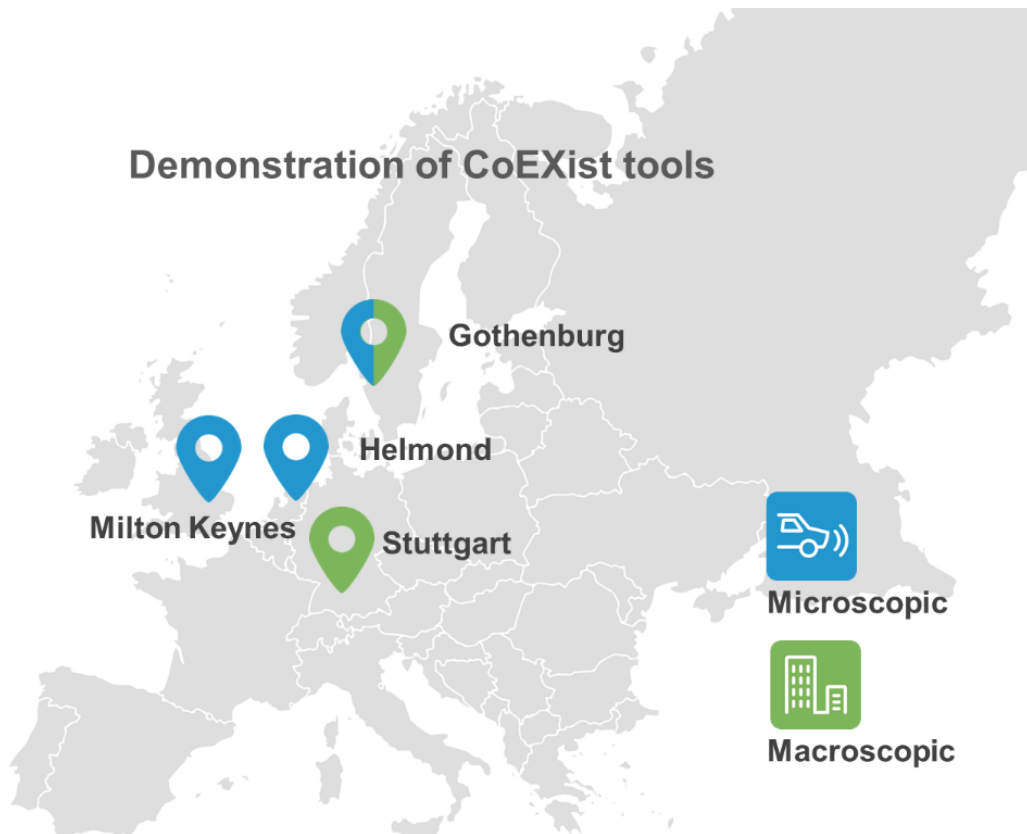 Demonstration of CoEXist tools
Gothenburg
Helmond
Milton Keynes
Stuttgart
Microscopic
Macroscopic